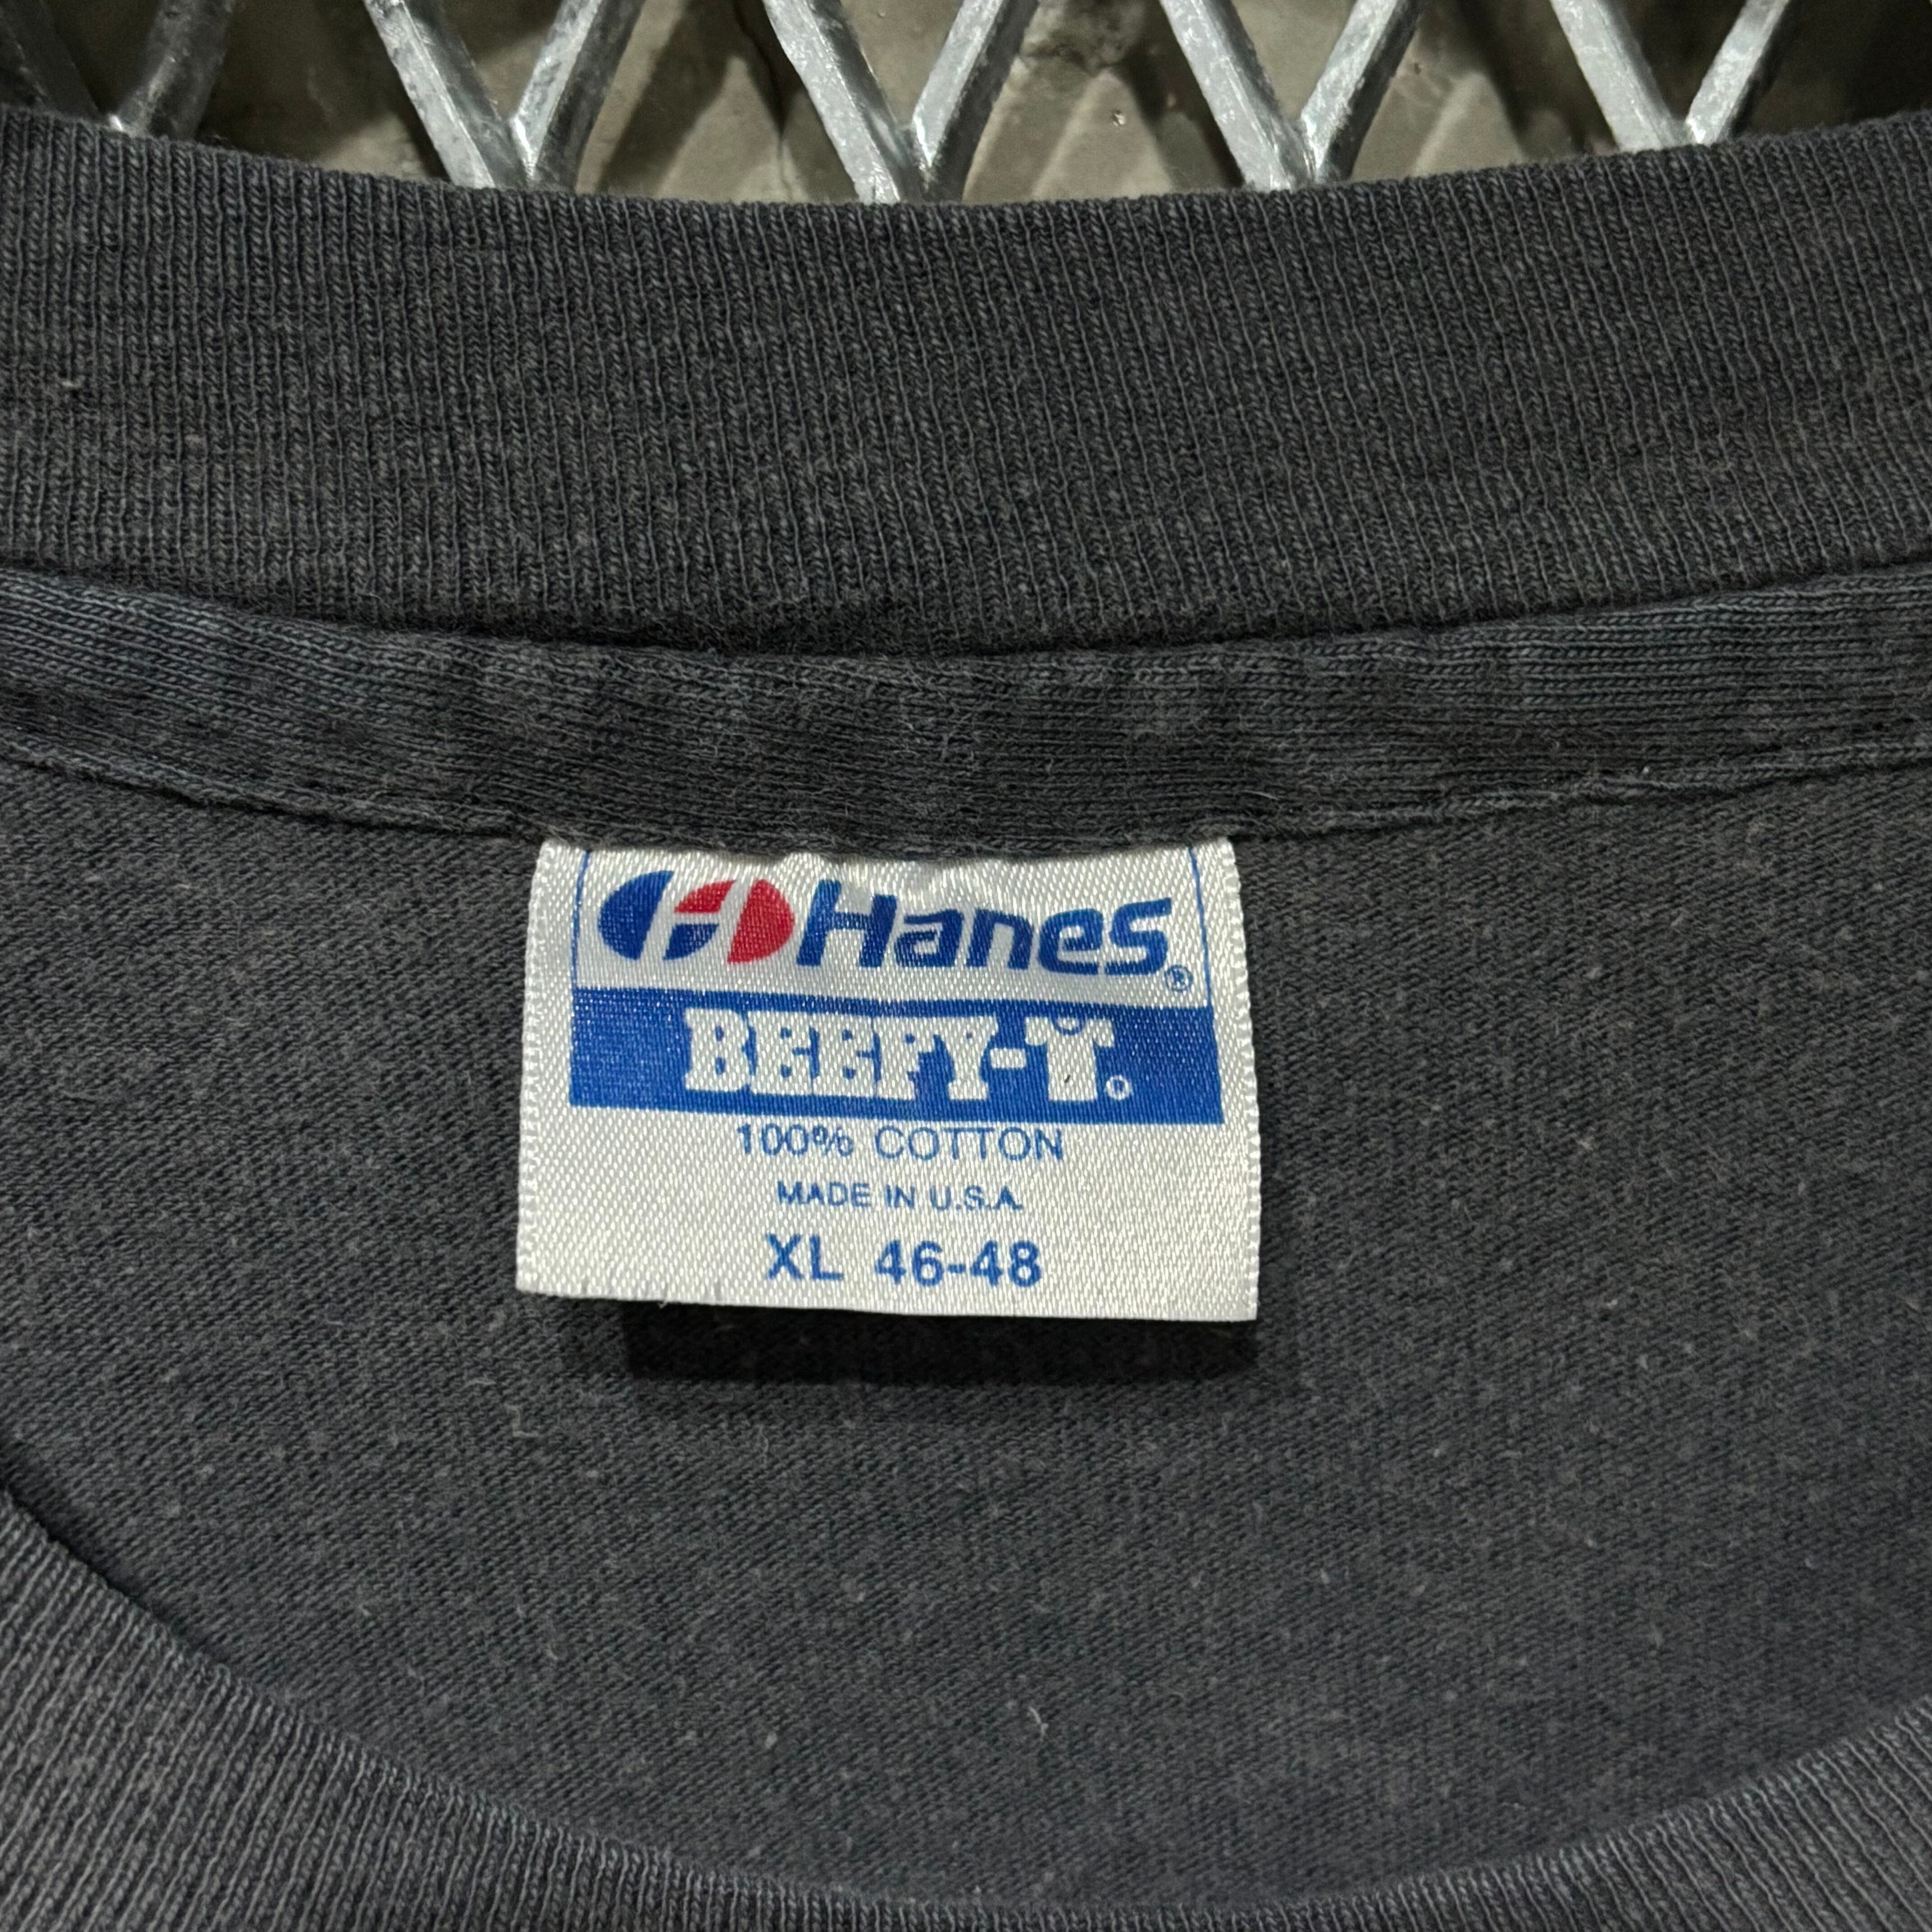 Hanes®
BEEFY-T®
100% COTTON
MADE IN U.S.A.
XL 46-48